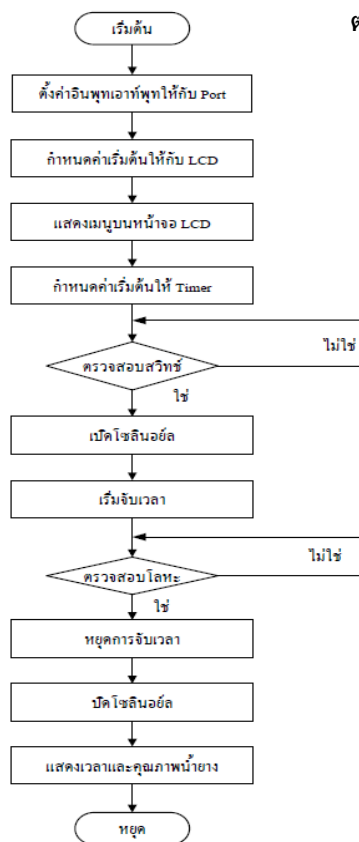 เริ่มต้น
ต
ตั้งค่าอินพุทเอาท์พุทให้กับ Port
กำหนดค่าเริ่มต้นให้กับ LCD
แสดงเมนูบนหน้าจอ LCD
กำหนดค่าเริ่มต้นให้ Timer
ไม่ใช่
ตรวจสอบสวิทช์
ใช่
เปิดโซลินอย์ล
เริ่มจับเวลา
ไม่ใช่
ตรวจสอบโลหะ
ใช่
หยุดการจับเวลา
ปิดโซลินอย์ล
แสดงเวลาและคุณภาพน้ำยาง
หยุด